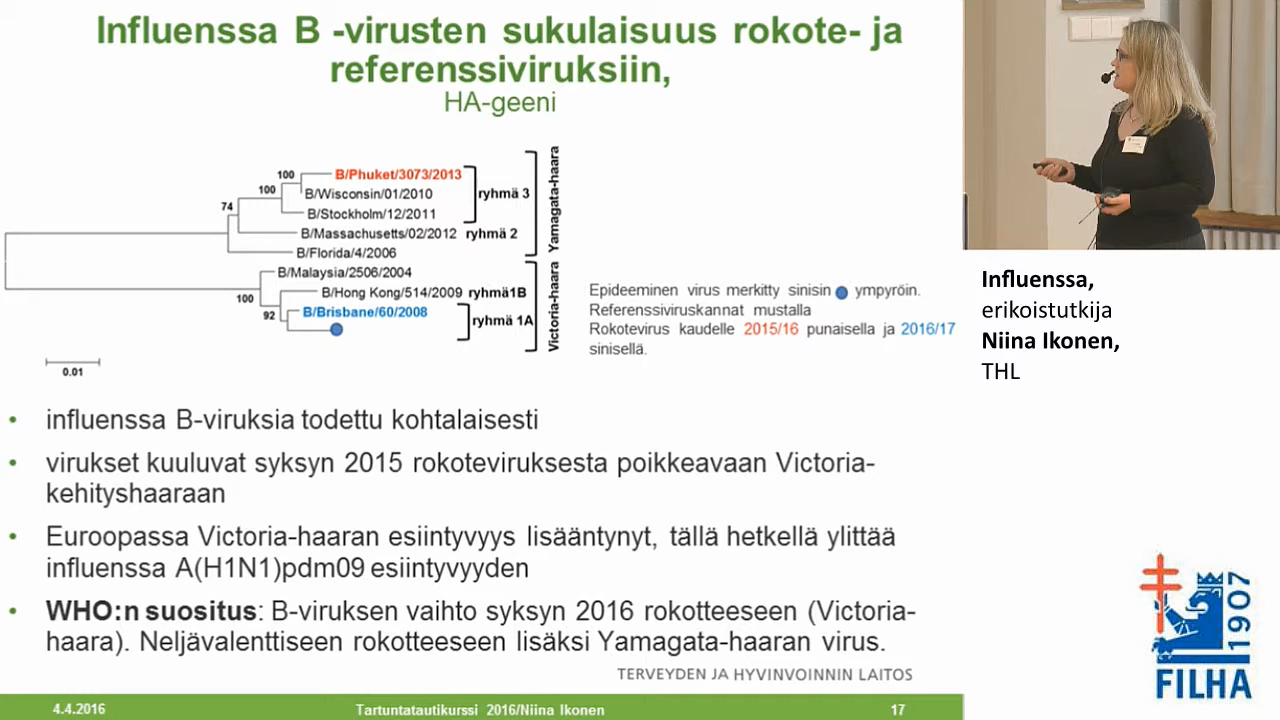 Influenssa B -virusten sukulaisuus rokote- ja
referenssiviruksiin,
HA-geeni
100
B/Phuket/3073/2013
100
B/Wisconsin/01/2010
ryhmä 3
74
B/Stockholm/12/2011
B/Massachusetts/02/2012 ryhmä 2
B/Florida/4/2006
Yamagata-haara
B/Malaysia/2506/2004
100
B/Hong Kong/514/2009 ryhmä1B
92
B/Brisbane/60/2008
ryhmä 1A
Victoria-haara
0.01
Epideeminen virus merkitty sinisin ympyröin.
Referenssiviruskannat mustalla
Rokotevirus kaudelle 2015/16 punaisella ja 2016/17
sinisellä.
• influenssa B-viruksia todettu kohtalaisesti
• virukset kuuluvat syksyn 2015 rokoteviruksesta poikkeavaan Victoria-
kehityshaaraan
• Euroopassa Victoria-haaran esiintyvyys lisääntynyt, tällä hetkellä ylittää
influenssa A(H1N1)pdm09 esiintyvyyden
• WHO:n suositus: B-viruksen vaihto syksyn 2016 rokotteeseen (Victoria-
haara). Neljävalenttiseen rokotteeseen lisäksi Yamagata-haaran virus.
TERVEYDEN JA HYVINVOINNIN LAITOS
4.4.2016
Tartuntatautikurssi 2016/Niina Ikonen
17
Influenssa,
erikoistutkija
Niina Ikonen,
THL
1907
FILHA